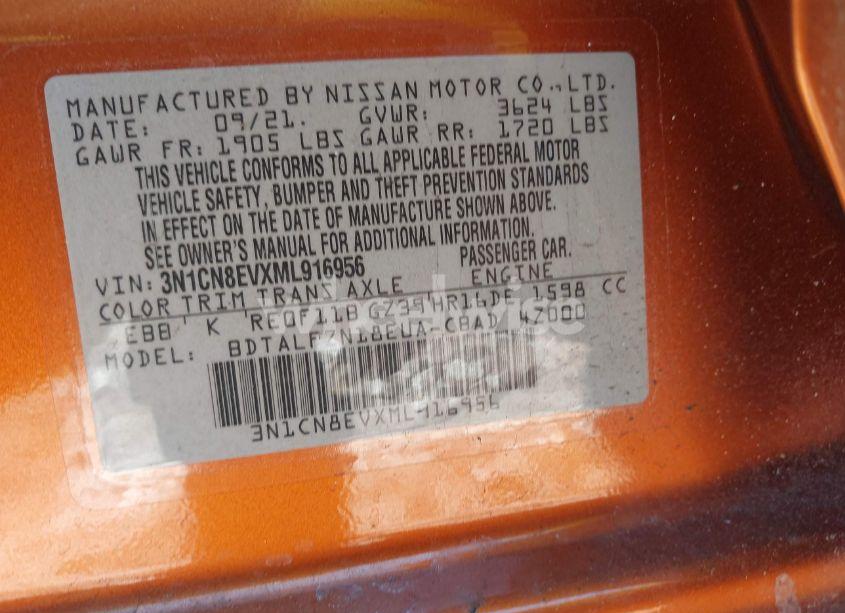 MANUFACTURED BY NISSAN MOTOR CO., LTD.
DATE: 09/21. GVWR: 3624 LBS
GAWR FR: 1905 LBS GAWR RR: 1720 LBS
THIS VEHICLE CONFORMS TO ALL APPLICABLE FEDERAL MOTOR
VEHICLE SAFETY, BUMPER AND THEFT PREVENTION STANDARDS
IN EFFECT ON THE DATE OF MANUFACTURE SHOWN ABOVE.
SEE OWNER'S MANUAL FOR ADDITIONAL INFORMATION.
VIN: 3N1CN8EVXML916956 PASSENGER CAR.
COLOR TRIM TRANS AXLE ENGINE
EBB K RE0F11B GZ39 HR16DE 1598 CC
MODEL: BDTALFZN18EUA-CBAD 4Z000
3N1CN8EVXML916956